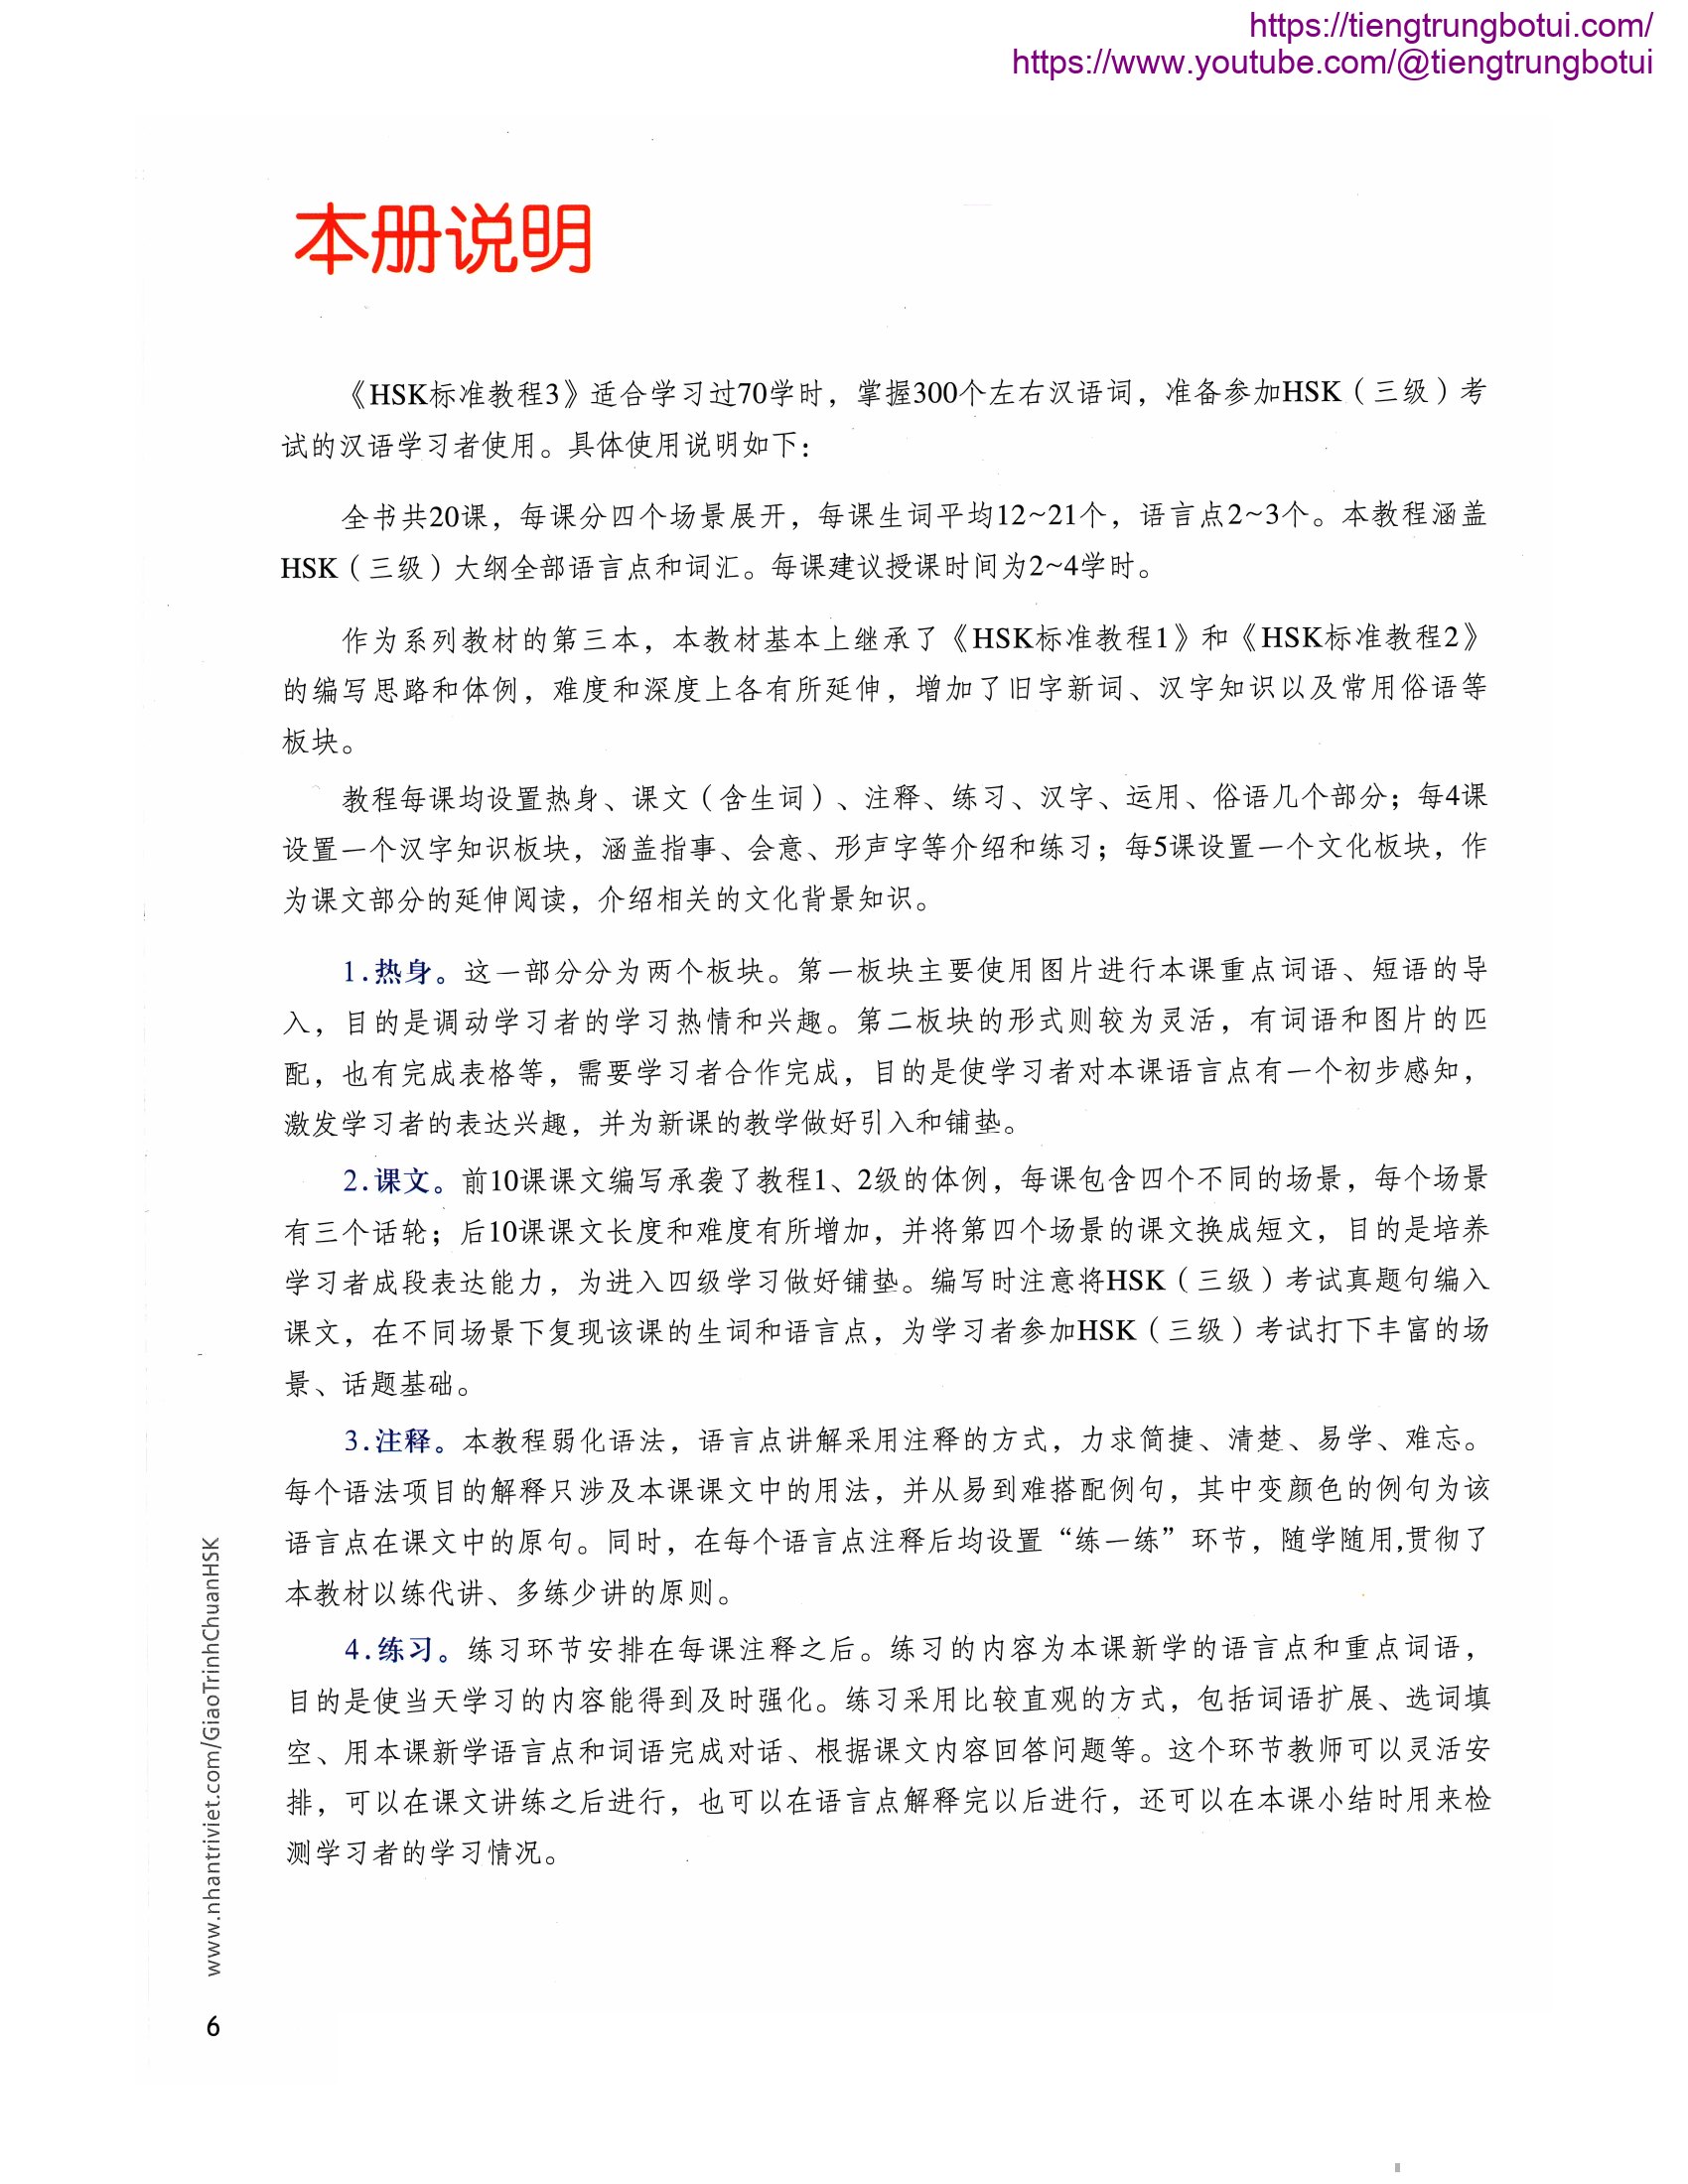 https://tiengtrungbotui.com/
https://www.youtube.com/@tiengtrungbotui
本册说明
《HSK标准教程3》适合学习过70学时，掌握300个左右汉语词，准备参加HSK（三级）考
试的汉语学习者使用。具体使用说明如下：
全书共20课，每课分四个场景展开，每课生词平均12~21个，语言点2~3个。本教程涵盖
HSK（三级）大纲全部语言点和词汇。每课建议授课时间为2~4学时。
作为系列教材的第三本，本教材基本上继承了《HSK标准教程1》和《HSK标准教程2》
的编写思路和体例，难度和深度上各有所延伸，增加了旧字新词、汉字知识以及常用俗语等
板块。
教程每课均设置热身、课文（含生词）、注释、练习、汉字、运用、俗语几个部分；每4课
设置一个汉字知识板块，涵盖指事、会意、形声字等介绍和练习；每5课设置一个文化板块，作
为课文部分的延伸阅读，介绍相关的文化背景知识。
1.热身。这一部分分为两个板块。第一板块主要使用图片进行本课重点词语、短语的导
入，目的是调动学习者的学习热情和兴趣。第二板块的形式则较为灵活，有词语和图片的匹
配，也有完成表格等，需要学习者合作完成，目的是使学习者对本课语言点有一个初步感知，
激发学习者的表达兴趣，并为新课的教学做好引入和铺垫。
2.课文。前10课课文编写承袭了教程1、2级的体例，每课包含四个不同的场景，每个场景
有三个话轮；后10课课文长度和难度有所增加，并将第四个场景的课文换成短文，目的是培养
学习者成段表达能力，为进入四级学习做好铺垫。编写时注意将HSK（三级）考试真题句编入
课文，在不同场景下复现该课的生词和语言点，为学习者参加HSK（三级）考试打下丰富的场
景、话题基础。
3.注释。本教程弱化语法，语言点讲解采用注释的方式，力求简捷、清楚、易学、难忘。
每个语法项目的解释只涉及本课课文中的用法，并从易到难搭配例句，其中变颜色的例句为该
语言点在课文中的原句。同时，在每个语言点注释后均设置“练一练”环节，随学随用,贯彻了
本教材以练代讲、多练少讲的原则。
4.练习。练习环节安排在每课注释之后。练习的内容为本课新学的语言点和重点词语，
目的是使当天学习的内容能得到及时强化。练习采用比较直观的方式，包括词语扩展、选词填
空、用本课新学语言点和词语完成对话、根据课文内容回答问题等。这个环节教师可以灵活安
排，可以在课文讲练之后进行，也可以在语言点解释完以后进行，还可以在本课小结时用来检
测学习者的学习情况。
www.nhantriviet.com/GiaoTrinhChuanHSK
6